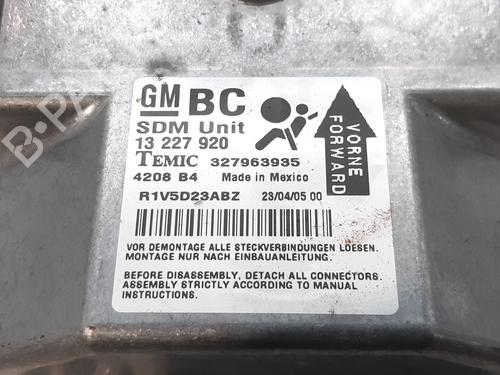 GM BC
SDM Unit
13 227 920
TEMIC 327963935
4208 B4 Made in Mexico
R1V5D23ABZ 23/04/05 00
VORNE
FORWARD
VOR DEMONTAGE ALLE STECKVERBINDUNGEN LOESEN.
MONTAGE NUR NACH EINBAUANLEITUNG.
BEFORE DISASSEMBLY, DETACH ALL CONNECTORS.
ASSEMBLY STRICTLY ACCORDING TO MANUAL
INSTRUCTIONS.